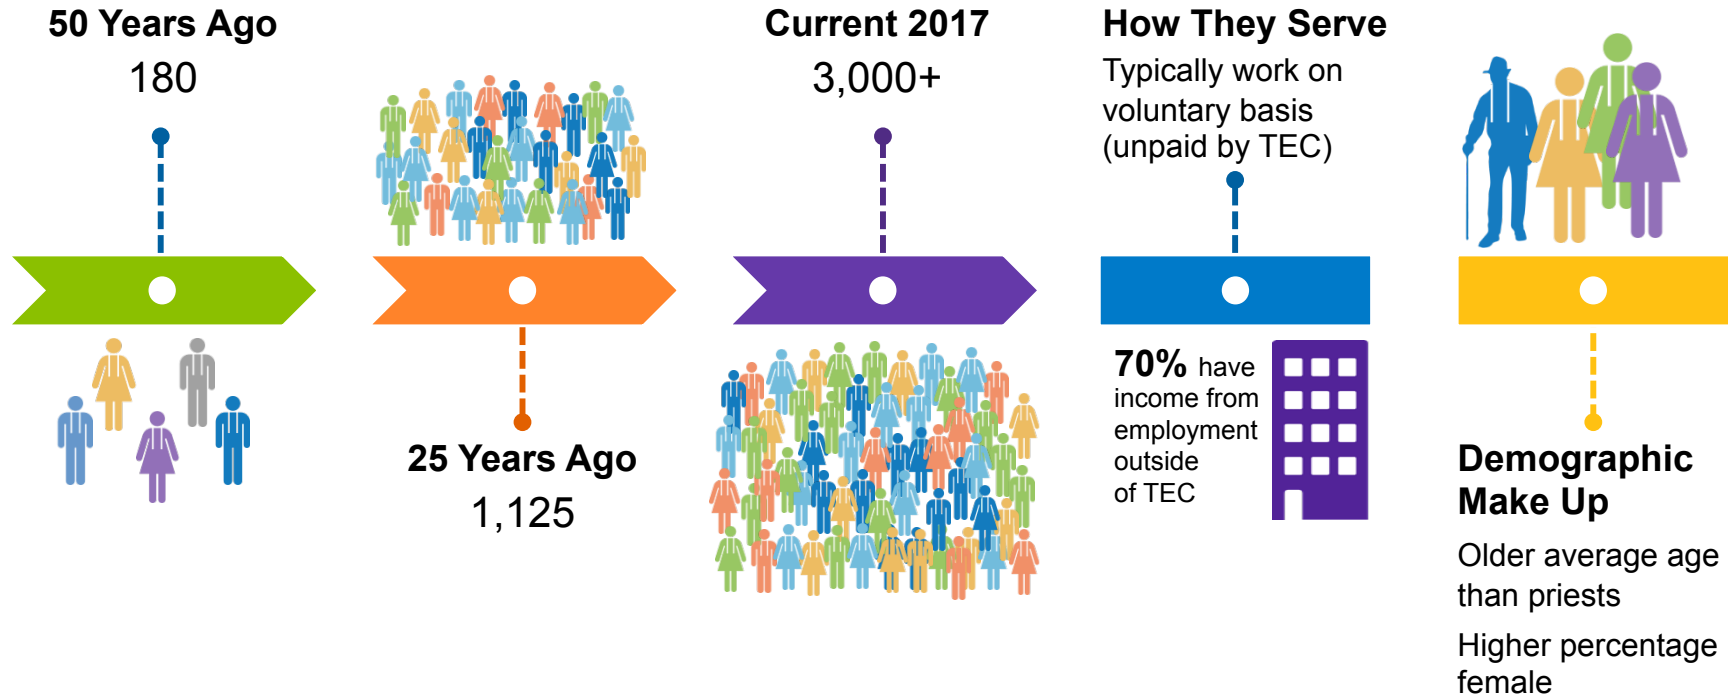 50 Years Ago
180
25 Years Ago
1,125
Current 2017
3,000+
How They Serve
Typically work on
voluntary basis
(unpaid by TEC)
70% have
income from
employment
outside
of TEC
Demographic
Make Up
Older average age
than priests
Higher percentage
female